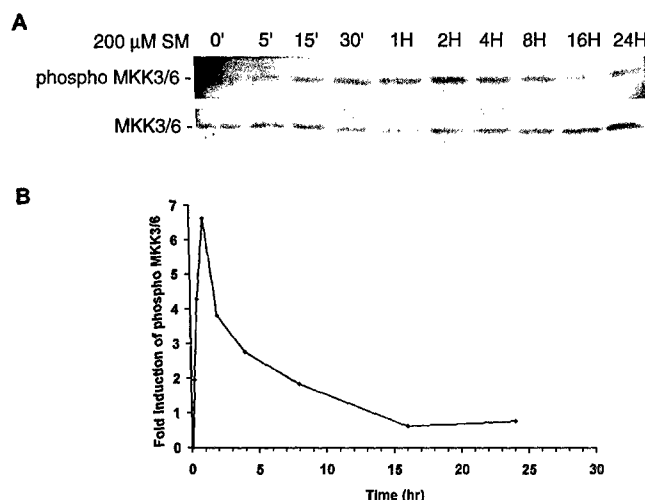 A
200 µM SM 0' 5' 15' 30' 1H 2H 4H 8H 16H 24H
phospho MKK3/6 -
MKK3/6 -
B
Fold Induction of phospho MKK3/6
7
6
5
4
3
2
1
0
0 5 10 15 20 25 30
Time (hr)